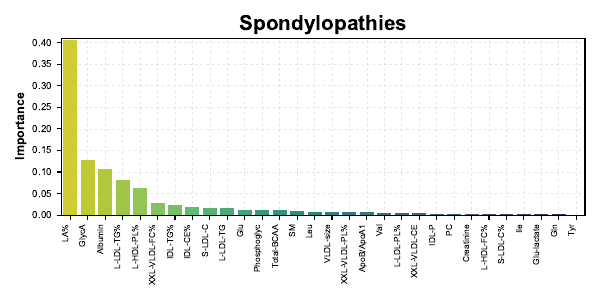 Spondylopathies
Importance
0.40
0.35
0.30
0.25
0.20
0.15
0.10
0.05
0.00
LA%
GlycA
Albumin
L-LDL-TG%
L-HDL-PL%
XXL-VLDL-FC%
IDL-TG%
IDL-CE%
S-LDL-C
L-LDL-TG
Glu
Phosphoglyc
Total-BCAA
SM
Leu
VLDL-size
XXL-VLDL-PL%
ApoB/ApoA1
Val
L-LDL-PL%
XXL-VLDL-CE
IDL-P
PC
Creatinine
L-HDL-FC%
S-LDL-C%
Ile
Glu-lactate
Gln
Tyr